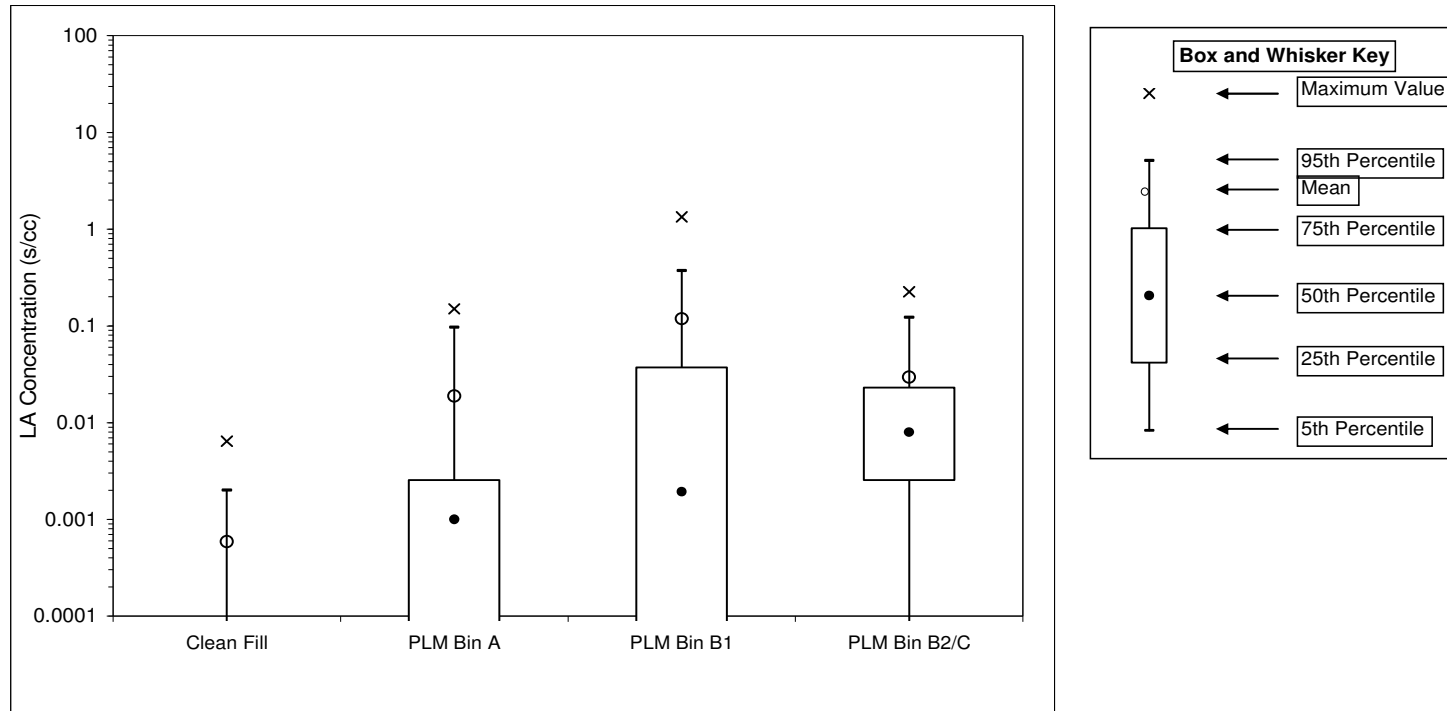 100
10
1
0.1
0.01
0.001
0.0001
LA Concentration (s/cc)
Clean Fill PLM Bin A PLM Bin B1 PLM Bin B2/C
Box and Whisker Key
Maximum Value
95th Percentile
Mean
75th Percentile
50th Percentile
25th Percentile
5th Percentile